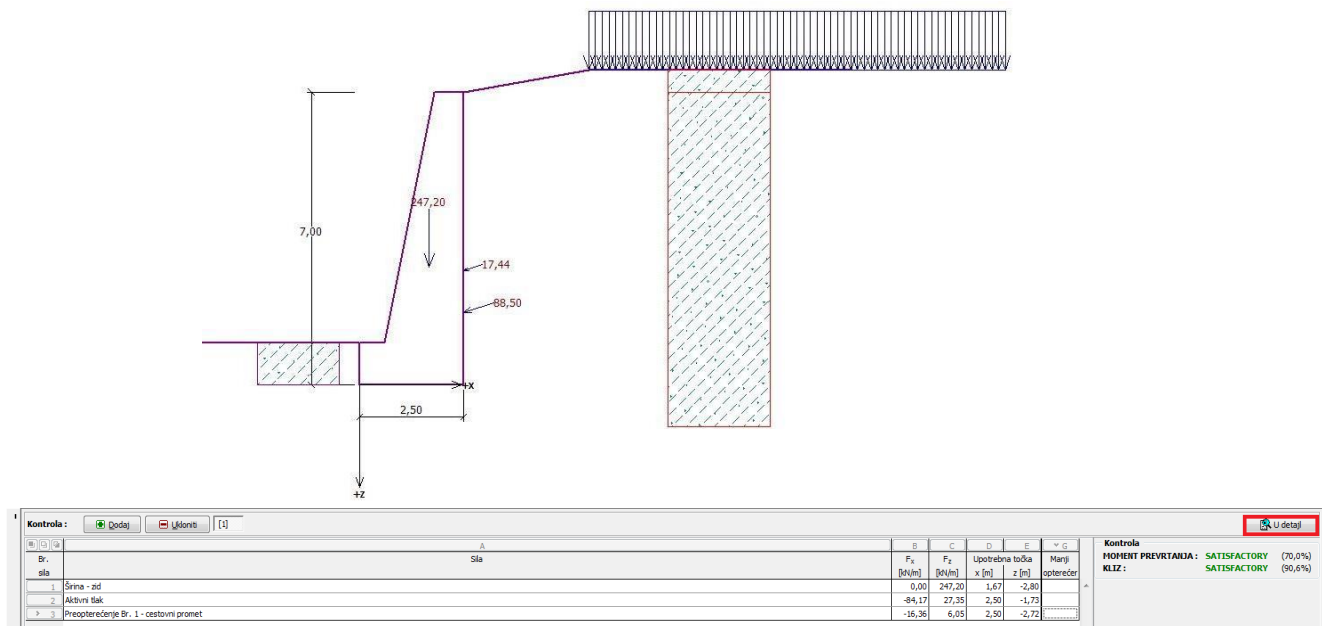 247,20
7,00
17,44
88,50
+x
2,50
+z
Kontrola : Dodaj Ukloniti [1] U detajl
A B C D E G
Br. Sila Fx Fz Upotrebna točka Manji
sila [kN/m] [kN/m] x [m] z [m] opterećer
1 Širina - zid 0,00 247,20 1,67 -2,80
2 Aktivni tlak -84,17 27,35 2,50 -1,73
> 3 Preopterećenje Br. 1 - cestovni promet -16,36 6,05 2,50 -2,72
Kontrola
MOMENT PREVRTANJA : SATISFACTORY (70,0%)
KLIZ : SATISFACTORY (90,6%)